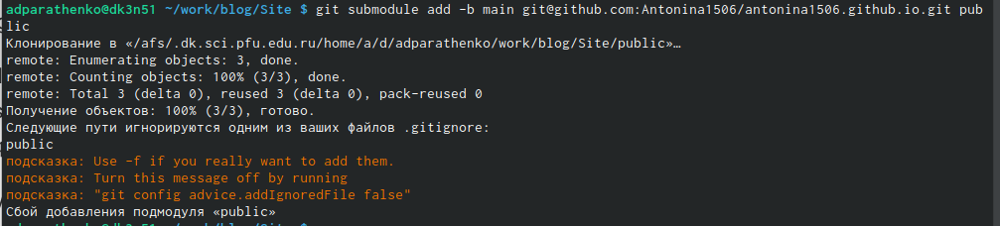 adparathenko@dk3n51 ~/work/blog/Site $ git submodule add -b main git@github.com:Antonina1506/antonina1506.github.io.git pub
lic
Клонирование в «/afs/.dk.sci.pfu.edu.ru/home/a/d/adparathenko/work/blog/Site/public»…
remote: Enumerating objects: 3, done.
remote: Counting objects: 100% (3/3), done.
remote: Total 3 (delta 0), reused 3 (delta 0), pack-reused 0
Получение объектов: 100% (3/3), готово.
Следующие пути игнорируются одним из ваших файлов .gitignore:
public
подсказка: Use -f if you really want to add them.
подсказка: Turn this message off by running
подсказка: "git config advice.addIgnoredFile false"
Сбой добавления подмодуля «public»
adparathenko@dk3n51 ~/work/blog/Site $